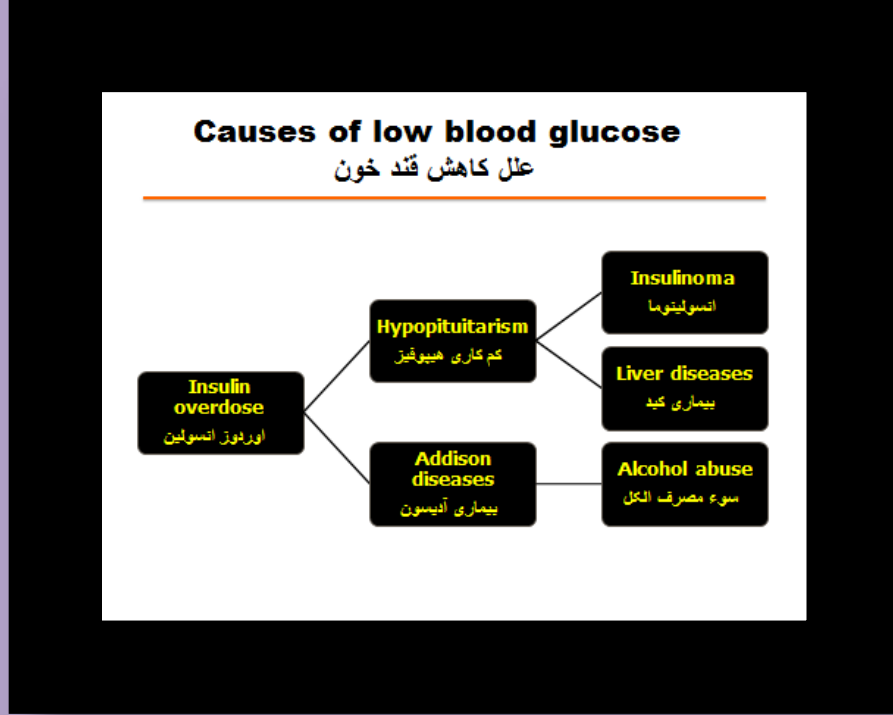 Causes of low blood glucose
علل کاهش قند خون
Insulin
overdose
اوردوز انسولین
Hypopituitarism
کم کاری هیپوفیز
Addison
diseases
بیماری آدیسون
Insulinoma
انسولینوما
Liver diseases
بیماری کبد
Alcohol abuse
سوء مصرف الکل